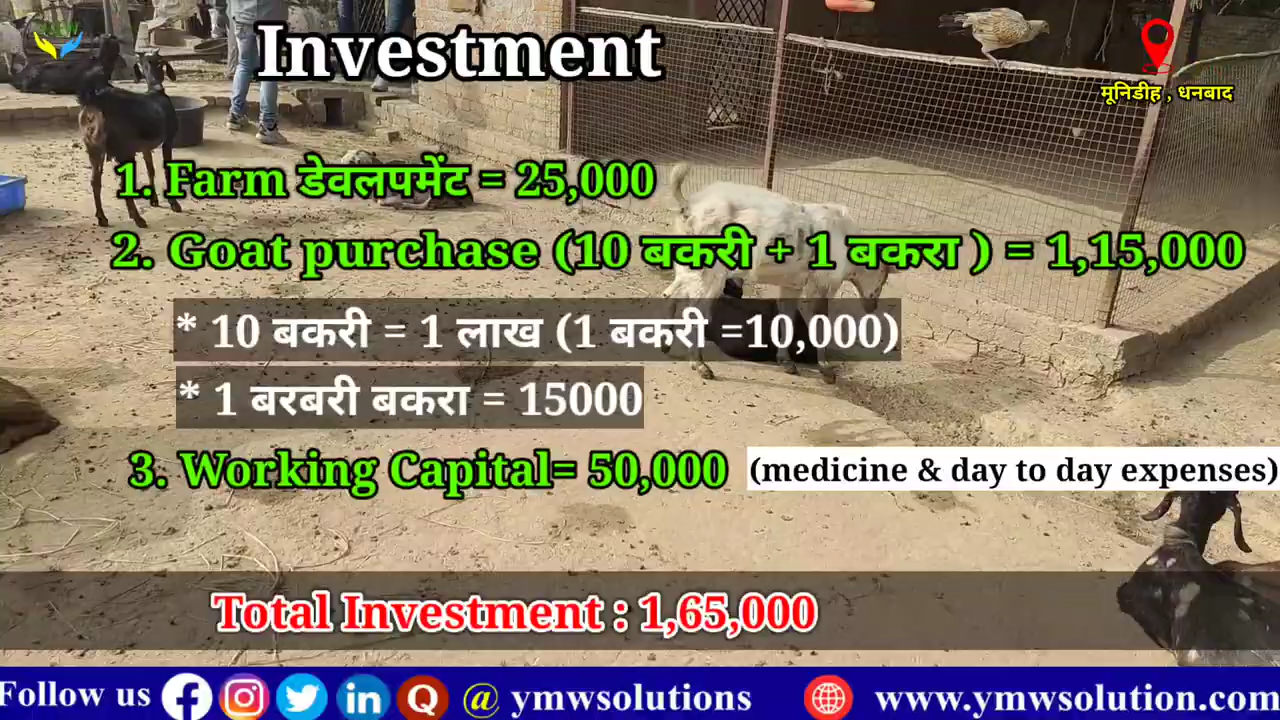 Investment
मूनिडीह , धनबाद
1. Farm डेवलपमेंट = 25,000
2. Goat purchase (10 बकरी + 1 बकरा ) = 1,15,000
* 10 बकरी = 1 लाख (1 बकरी =10,000)
* 1 बरबरी बकरा = 15000
3. Working Capital= 50,000 (medicine & day to day expenses)
Total Investment : 1,65,000
Follow us @ ymwsolutions www.ymwsolution.com